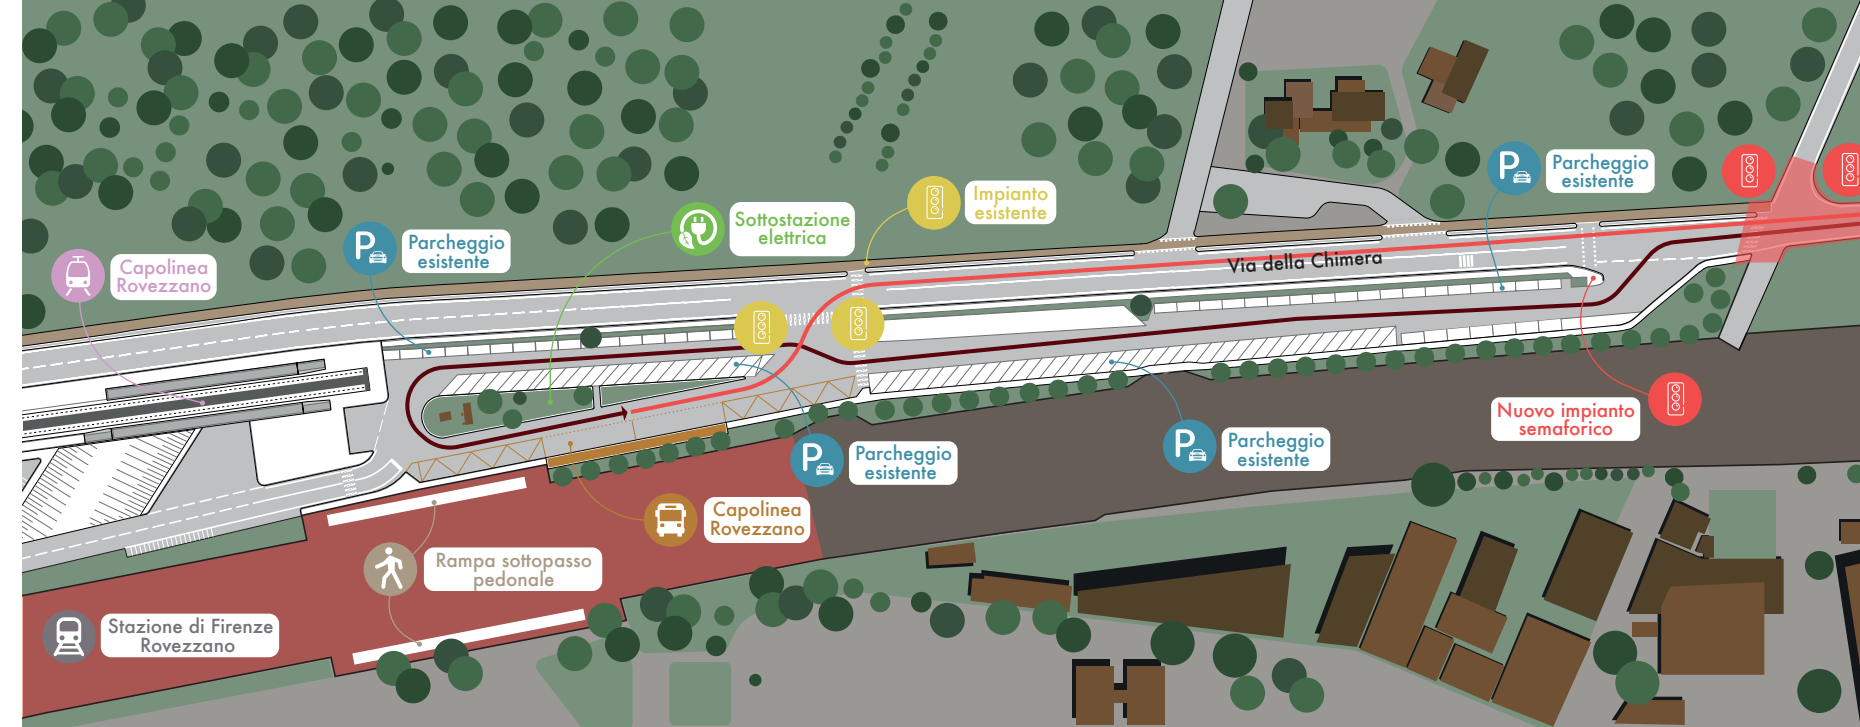 Capolinea
Rovezzano
P
Parcheggio
esistente
Sottostazione
elettrica
Impianto
esistente
Via della Chimera
P
Parcheggio
esistente
Nuovo impianto
semaforico
P
Parcheggio
esistente
P
Parcheggio
esistente
Capolinea
Rovezzano
Rampa sottopasso
pedonale
Stazione di Firenze
Rovezzano